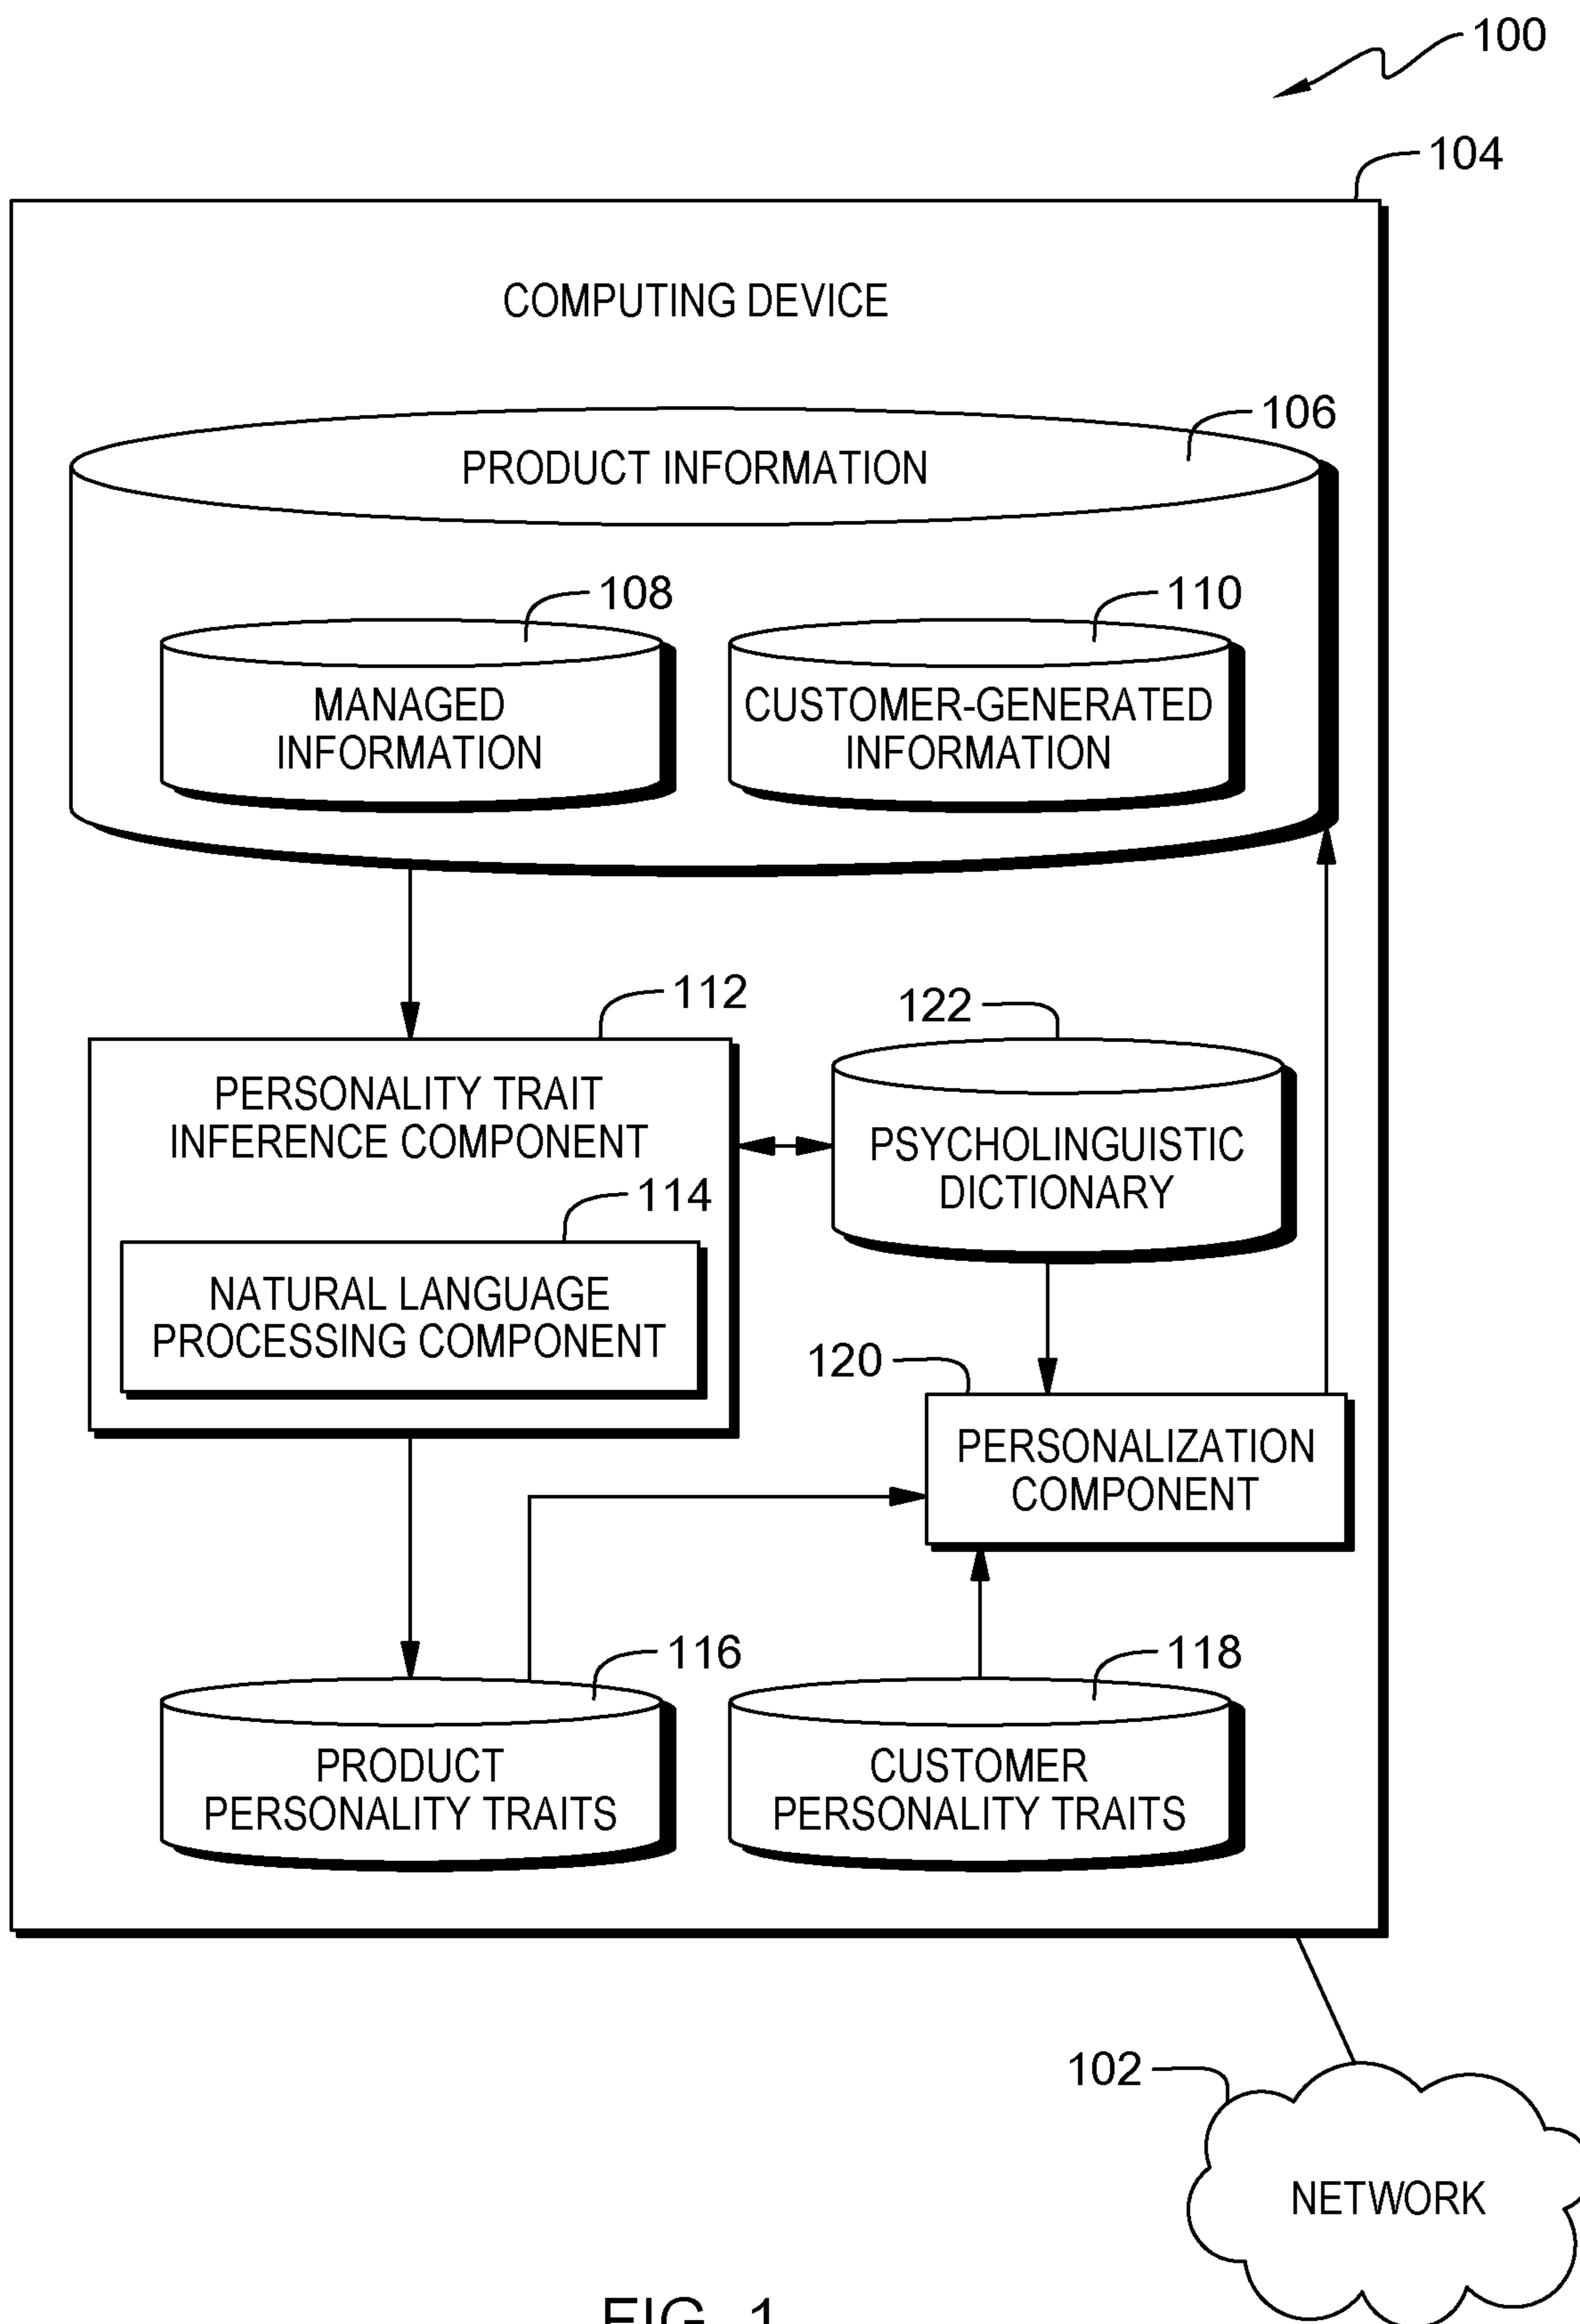 100
104
COMPUTING DEVICE
106
PRODUCT INFORMATION
108
110
MANAGED
INFORMATION
CUSTOMER-GENERATED
INFORMATION
112
122
PERSONALITY TRAIT
INFERENCE COMPONENT
PSYCHOLINGUISTIC
DICTIONARY
114
NATURAL LANGUAGE
PROCESSING COMPONENT
120
PERSONALIZATION
COMPONENT
116
118
PRODUCT
PERSONALITY TRAITS
CUSTOMER
PERSONALITY TRAITS
102
NETWORK
FIG. 1